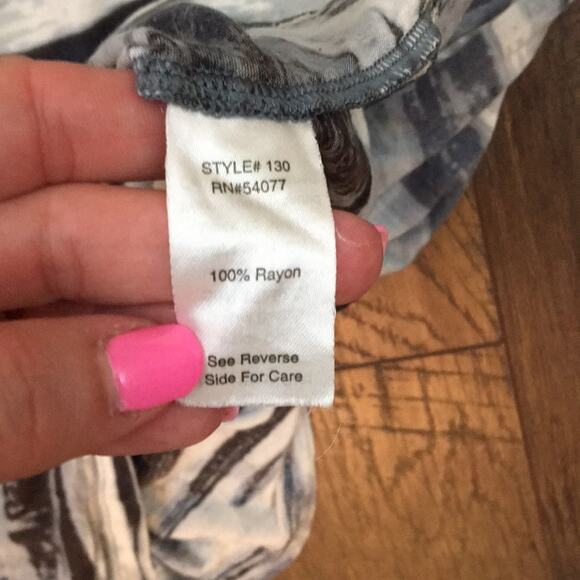 STYLE# 130
RN#54077
100% Rayon
See Reverse
Side For Care